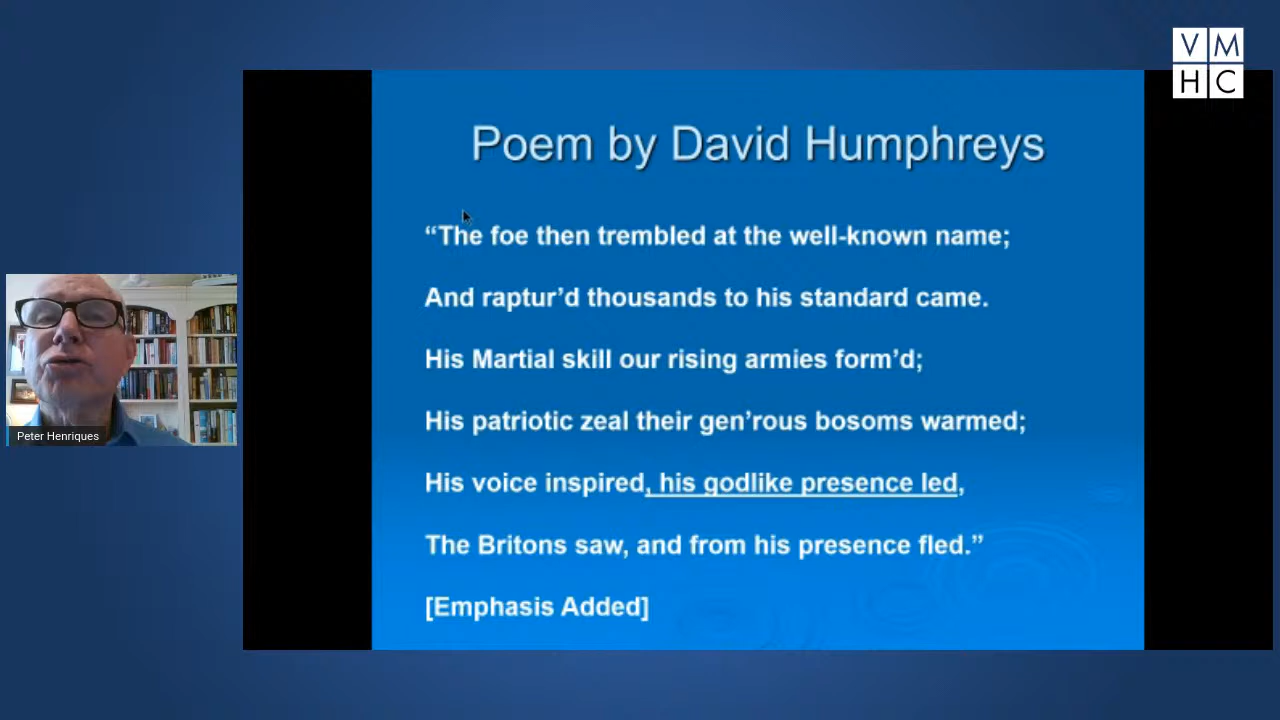 V M
H C
Poem by David Humphreys
“The foe then trembled at the well-known name;
And raptur’d thousands to his standard came.
His Martial skill our rising armies form’d;
His patriotic zeal their gen’rous bosoms warmed;
His voice inspired, his godlike presence led,
The Britons saw, and from his presence fled.”
[Emphasis Added]
Peter Henriques